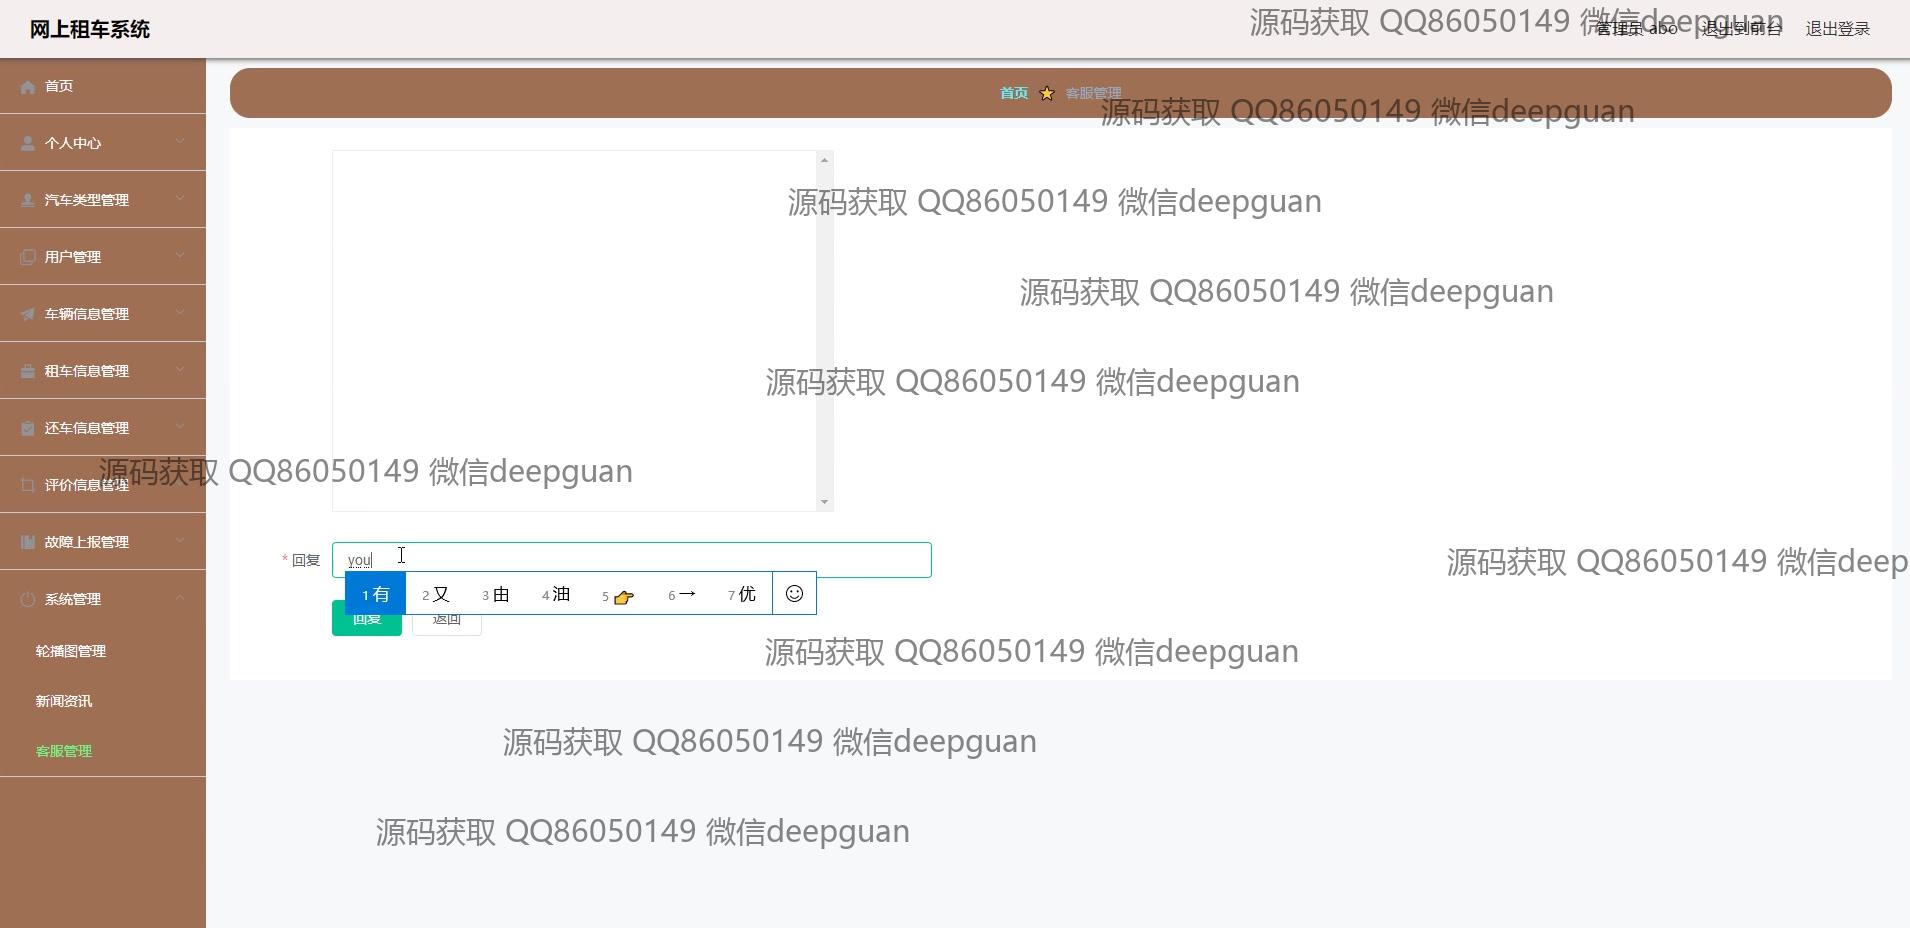 网上租车系统
管理员 abo 退出到前台 退出登录
源码获取 QQ86050149 微信deepguan
首页
首页 客服管理
源码获取 QQ86050149 微信deepguan
个人中心
汽车类型管理
源码获取 QQ86050149 微信deepguan
用户管理
源码获取 QQ86050149 微信deepguan
车辆信息管理
租车信息管理
源码获取 QQ86050149 微信deepguan
还车信息管理
源码获取 QQ86050149 微信deepguan
评价信息管理
故障上报管理
* 回复 you
源码获取 QQ86050149 微信deep
1 有 2 又 3 由 4 油 5 👉 6 → 7 优
系统管理
回复 返回
轮播图管理
源码获取 QQ86050149 微信deepguan
新闻资讯
客服管理
源码获取 QQ86050149 微信deepguan
源码获取 QQ86050149 微信deepguan